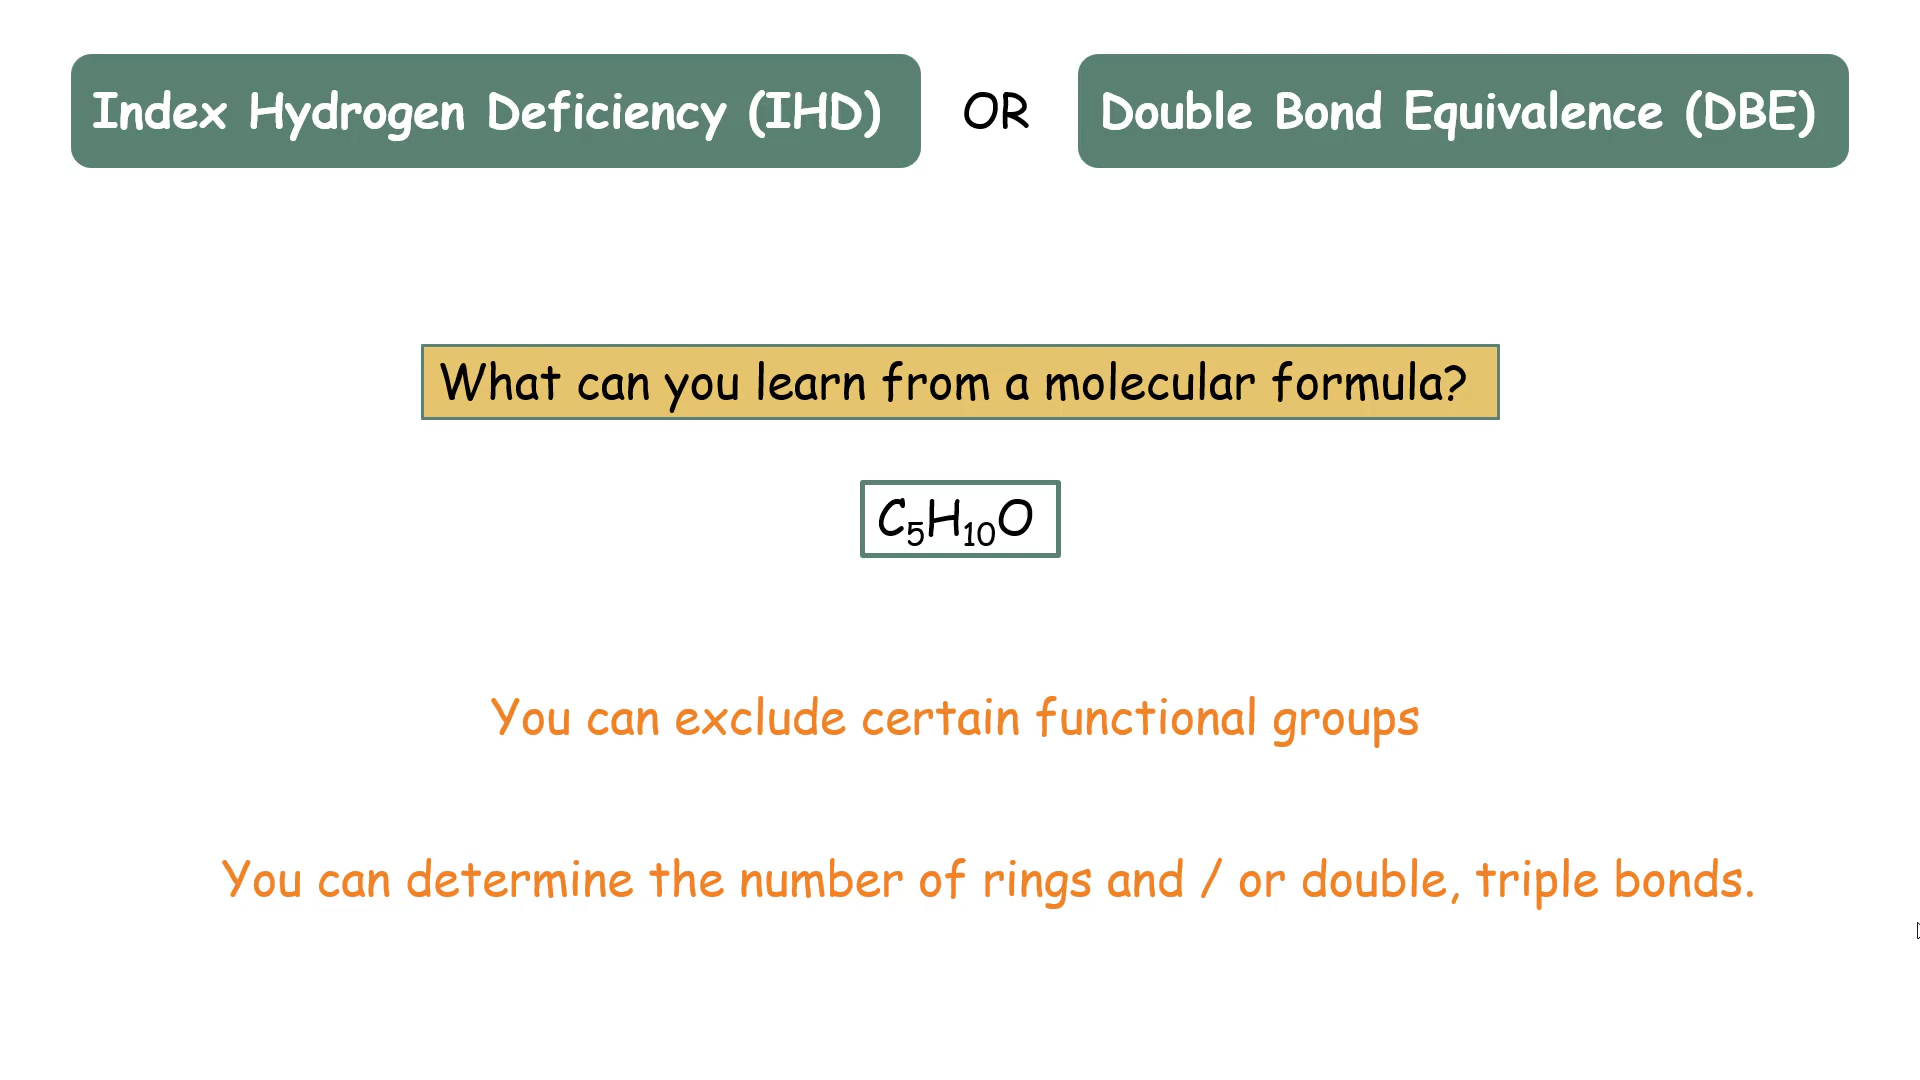 Index Hydrogen Deficiency (IHD) OR Double Bond Equivalence (DBE)
What can you learn from a molecular formula?
C₅H₁₀O
You can exclude certain functional groups
You can determine the number of rings and / or double, triple bonds.